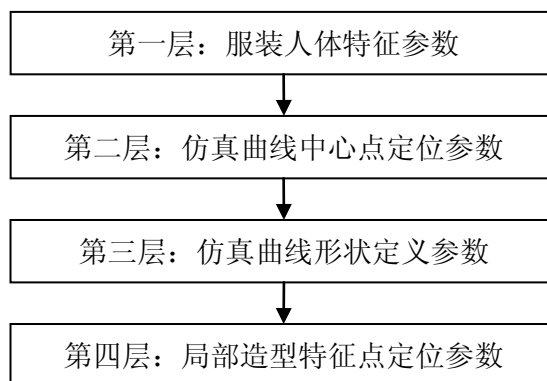 第一层：服装人体特征参数
第二层：仿真曲线中心点定位参数
第三层：仿真曲线形状定义参数
第四层：局部造型特征点定位参数